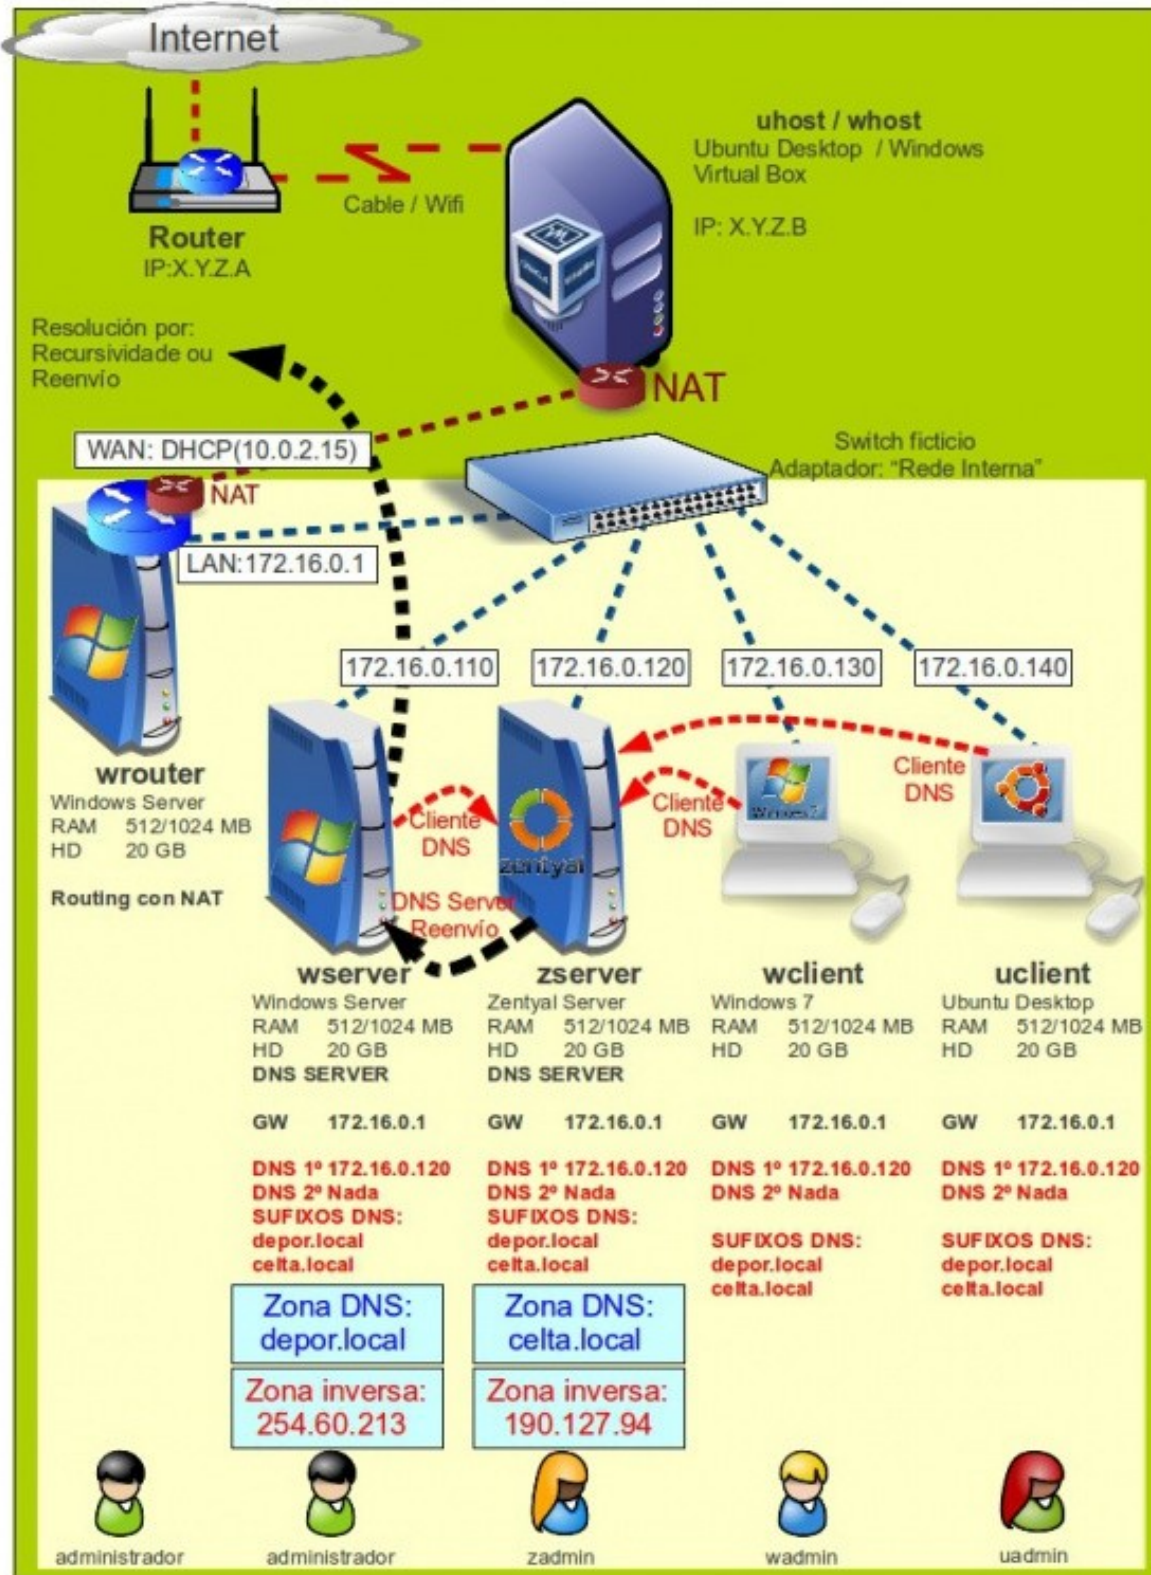 Internet
uhost / whost
Ubuntu Desktop / Windows
Virtual Box
IP: X.Y.Z.B
Cable / Wifi
Router
IP:X.Y.Z.A
Resolución por:
Recursividade ou
Reenvío
NAT
WAN: DHCP(10.0.2.15)
Switch ficticio
Adaptador: "Rede Interna"
NAT
LAN:172.16.0.1
172.16.0.110
172.16.0.120
172.16.0.130
172.16.0.140
Cliente
DNS
Cliente
DNS
Cliente
DNS
Windows 7
zentyal
DNS Server
Reenvío
wrouter
Windows Server
RAM 512/1024 MB
HD 20 GB
Routing con NAT
wserver
Windows Server
RAM 512/1024 MB
HD 20 GB
DNS SERVER
GW 172.16.0.1
DNS 1º 172.16.0.120
DNS 2º Nada
SUFIXOS DNS:
depor.local
celta.local
Zona DNS:
depor.local
Zona inversa:
254.60.213
zserver
Zentyal Server
RAM 512/1024 MB
HD 20 GB
DNS SERVER
GW 172.16.0.1
DNS 1º 172.16.0.120
DNS 2º Nada
SUFIXOS DNS:
depor.local
celta.local
Zona DNS:
celta.local
Zona inversa:
190.127.94
wclient
Windows 7
RAM 512/1024 MB
HD 20 GB
GW 172.16.0.1
DNS 1º 172.16.0.120
DNS 2º Nada
SUFIXOS DNS:
depor.local
celta.local
uclient
Ubuntu Desktop
RAM 512/1024 MB
HD 20 GB
GW 172.16.0.1
DNS 1º 172.16.0.120
DNS 2º Nada
SUFIXOS DNS:
depor.local
celta.local
administrador
administrador
zadmin
wadmin
uadmin